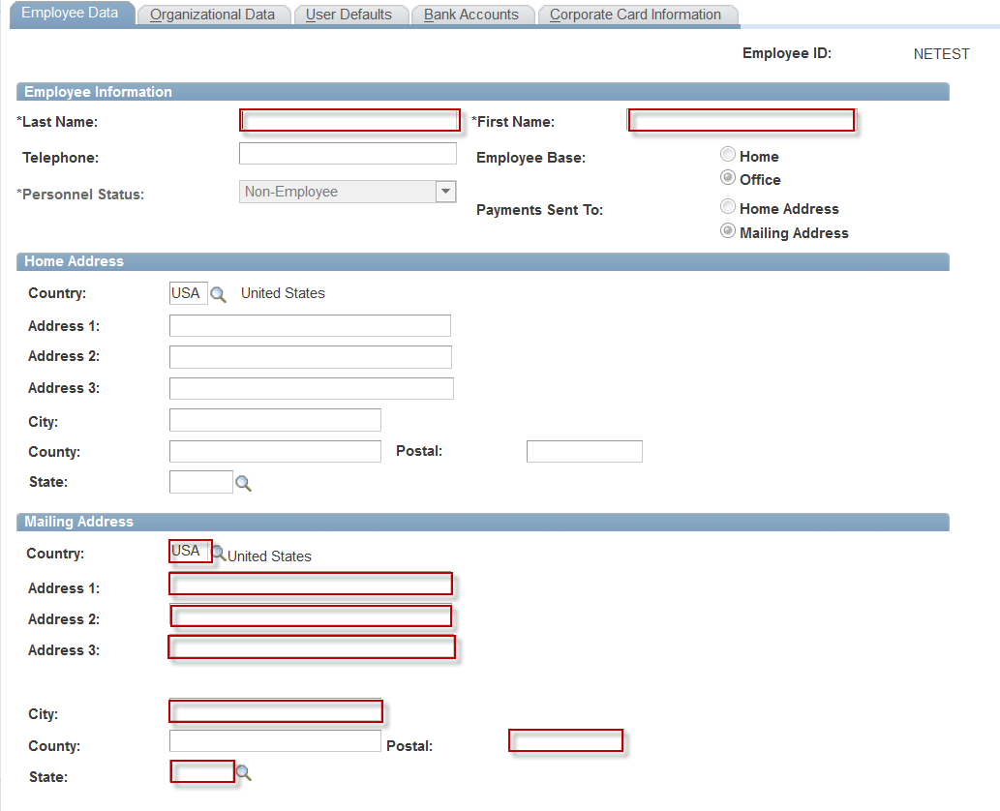 Employee Data Organizational Data User Defaults Bank Accounts Corporate Card Information
Employee ID: NETEST
Employee Information
*Last Name: *First Name:
Telephone: Employee Base: Home
Office
*Personnel Status: Non-Employee
Payments Sent To: Home Address
Mailing Address
Home Address
Country: USA United States
Address 1:
Address 2:
Address 3:
City:
County: Postal:
State:
Mailing Address
Country: USA United States
Address 1:
Address 2:
Address 3:
City:
County: Postal:
State: